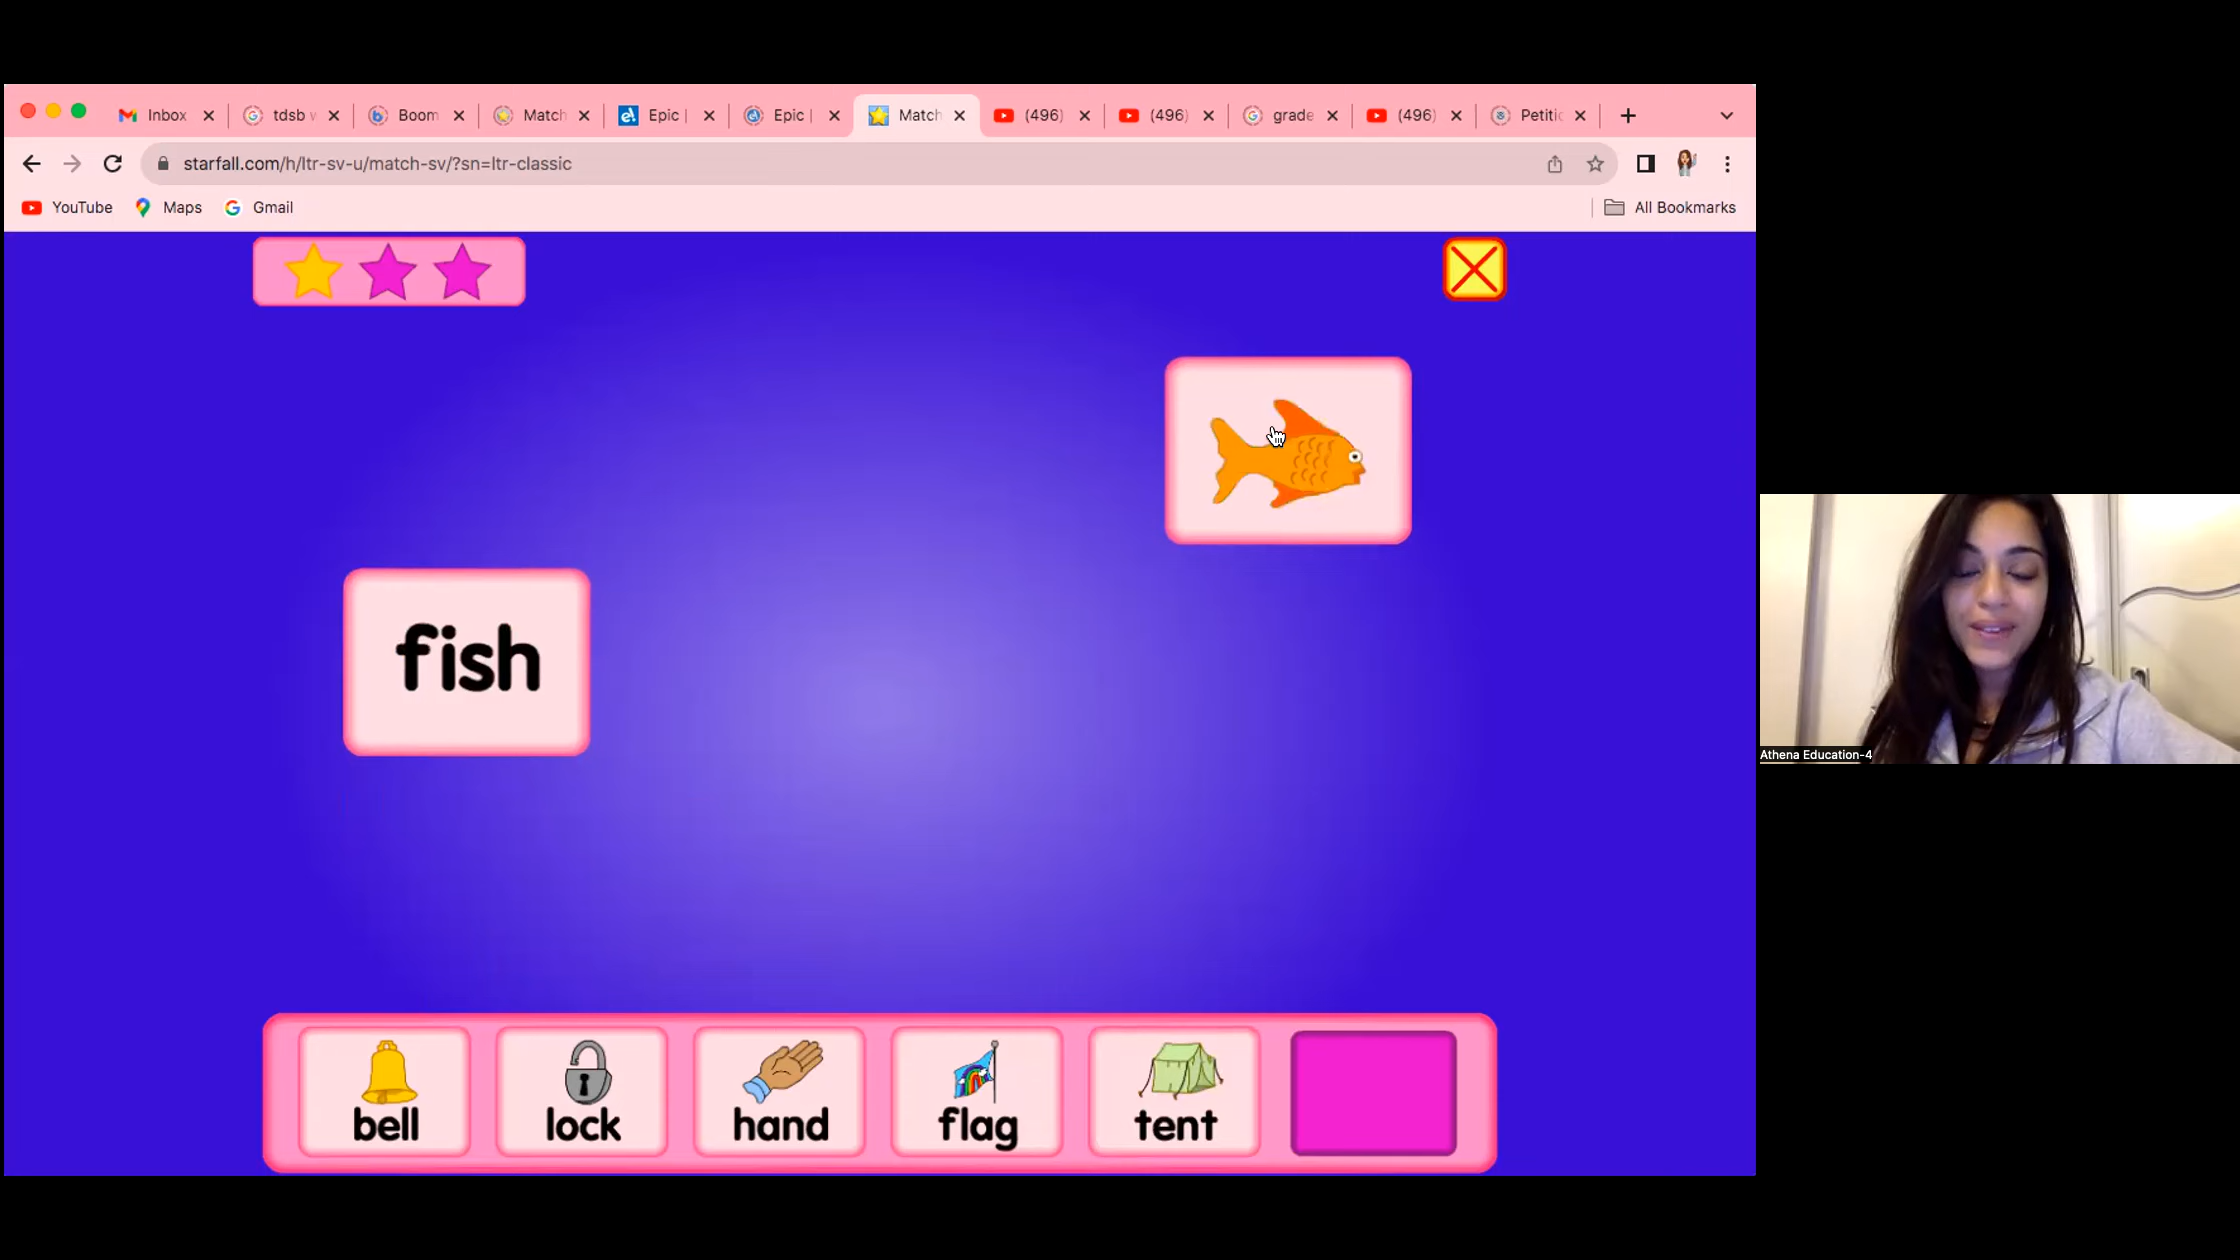 Inbox
tdsb w
Boom
Match
Epic |
Epic |
Match
(496)
(496)
grade
(496)
Petitic
starfall.com/h/ltr-sv-u/match-sv/?sn=ltr-classic
YouTube
Maps
Gmail
All Bookmarks
fish
Athena Education-4
bell
lock
hand
flag
tent